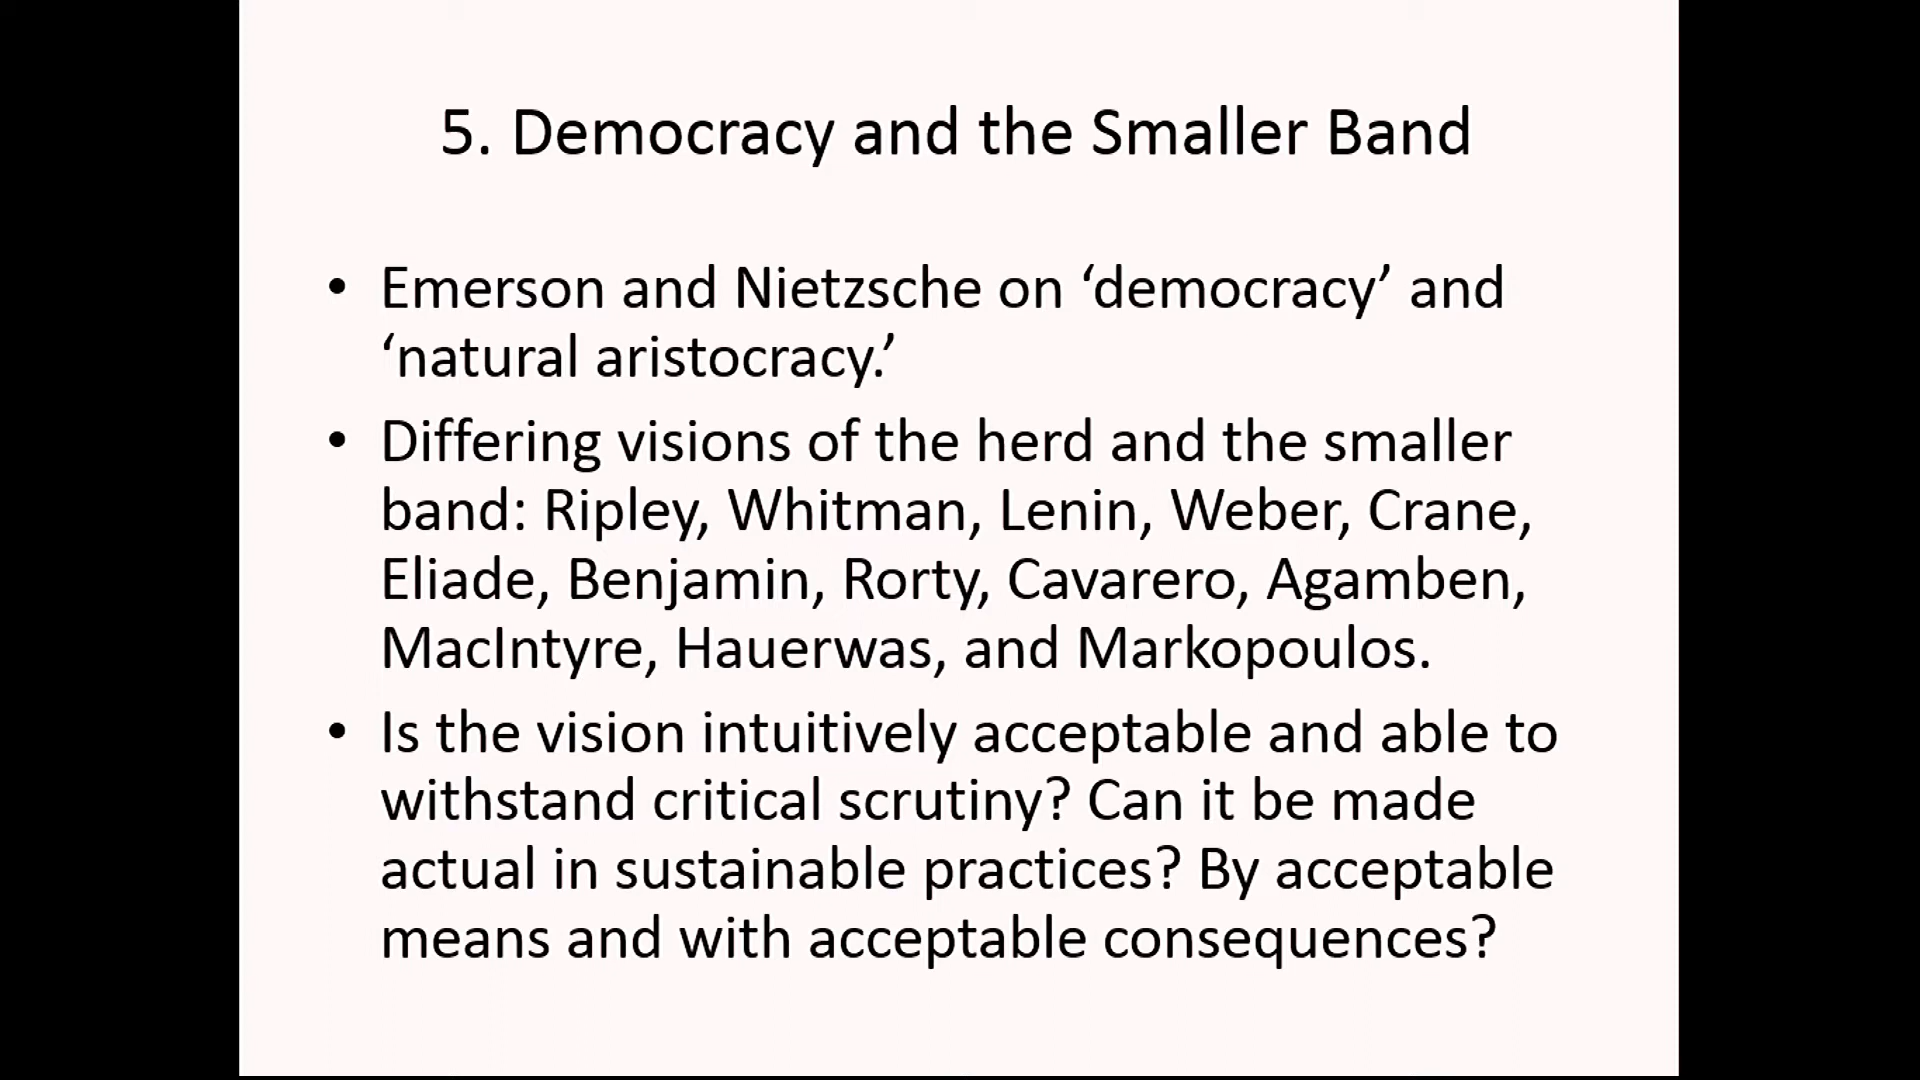 5. Democracy and the Smaller Band
• Emerson and Nietzsche on ‘democracy’ and
‘natural aristocracy.’
• Differing visions of the herd and the smaller
band: Ripley, Whitman, Lenin, Weber, Crane,
Eliade, Benjamin, Rorty, Cavarero, Agamben,
MacIntyre, Hauerwas, and Markopoulos.
• Is the vision intuitively acceptable and able to
withstand critical scrutiny? Can it be made
actual in sustainable practices? By acceptable
means and with acceptable consequences?